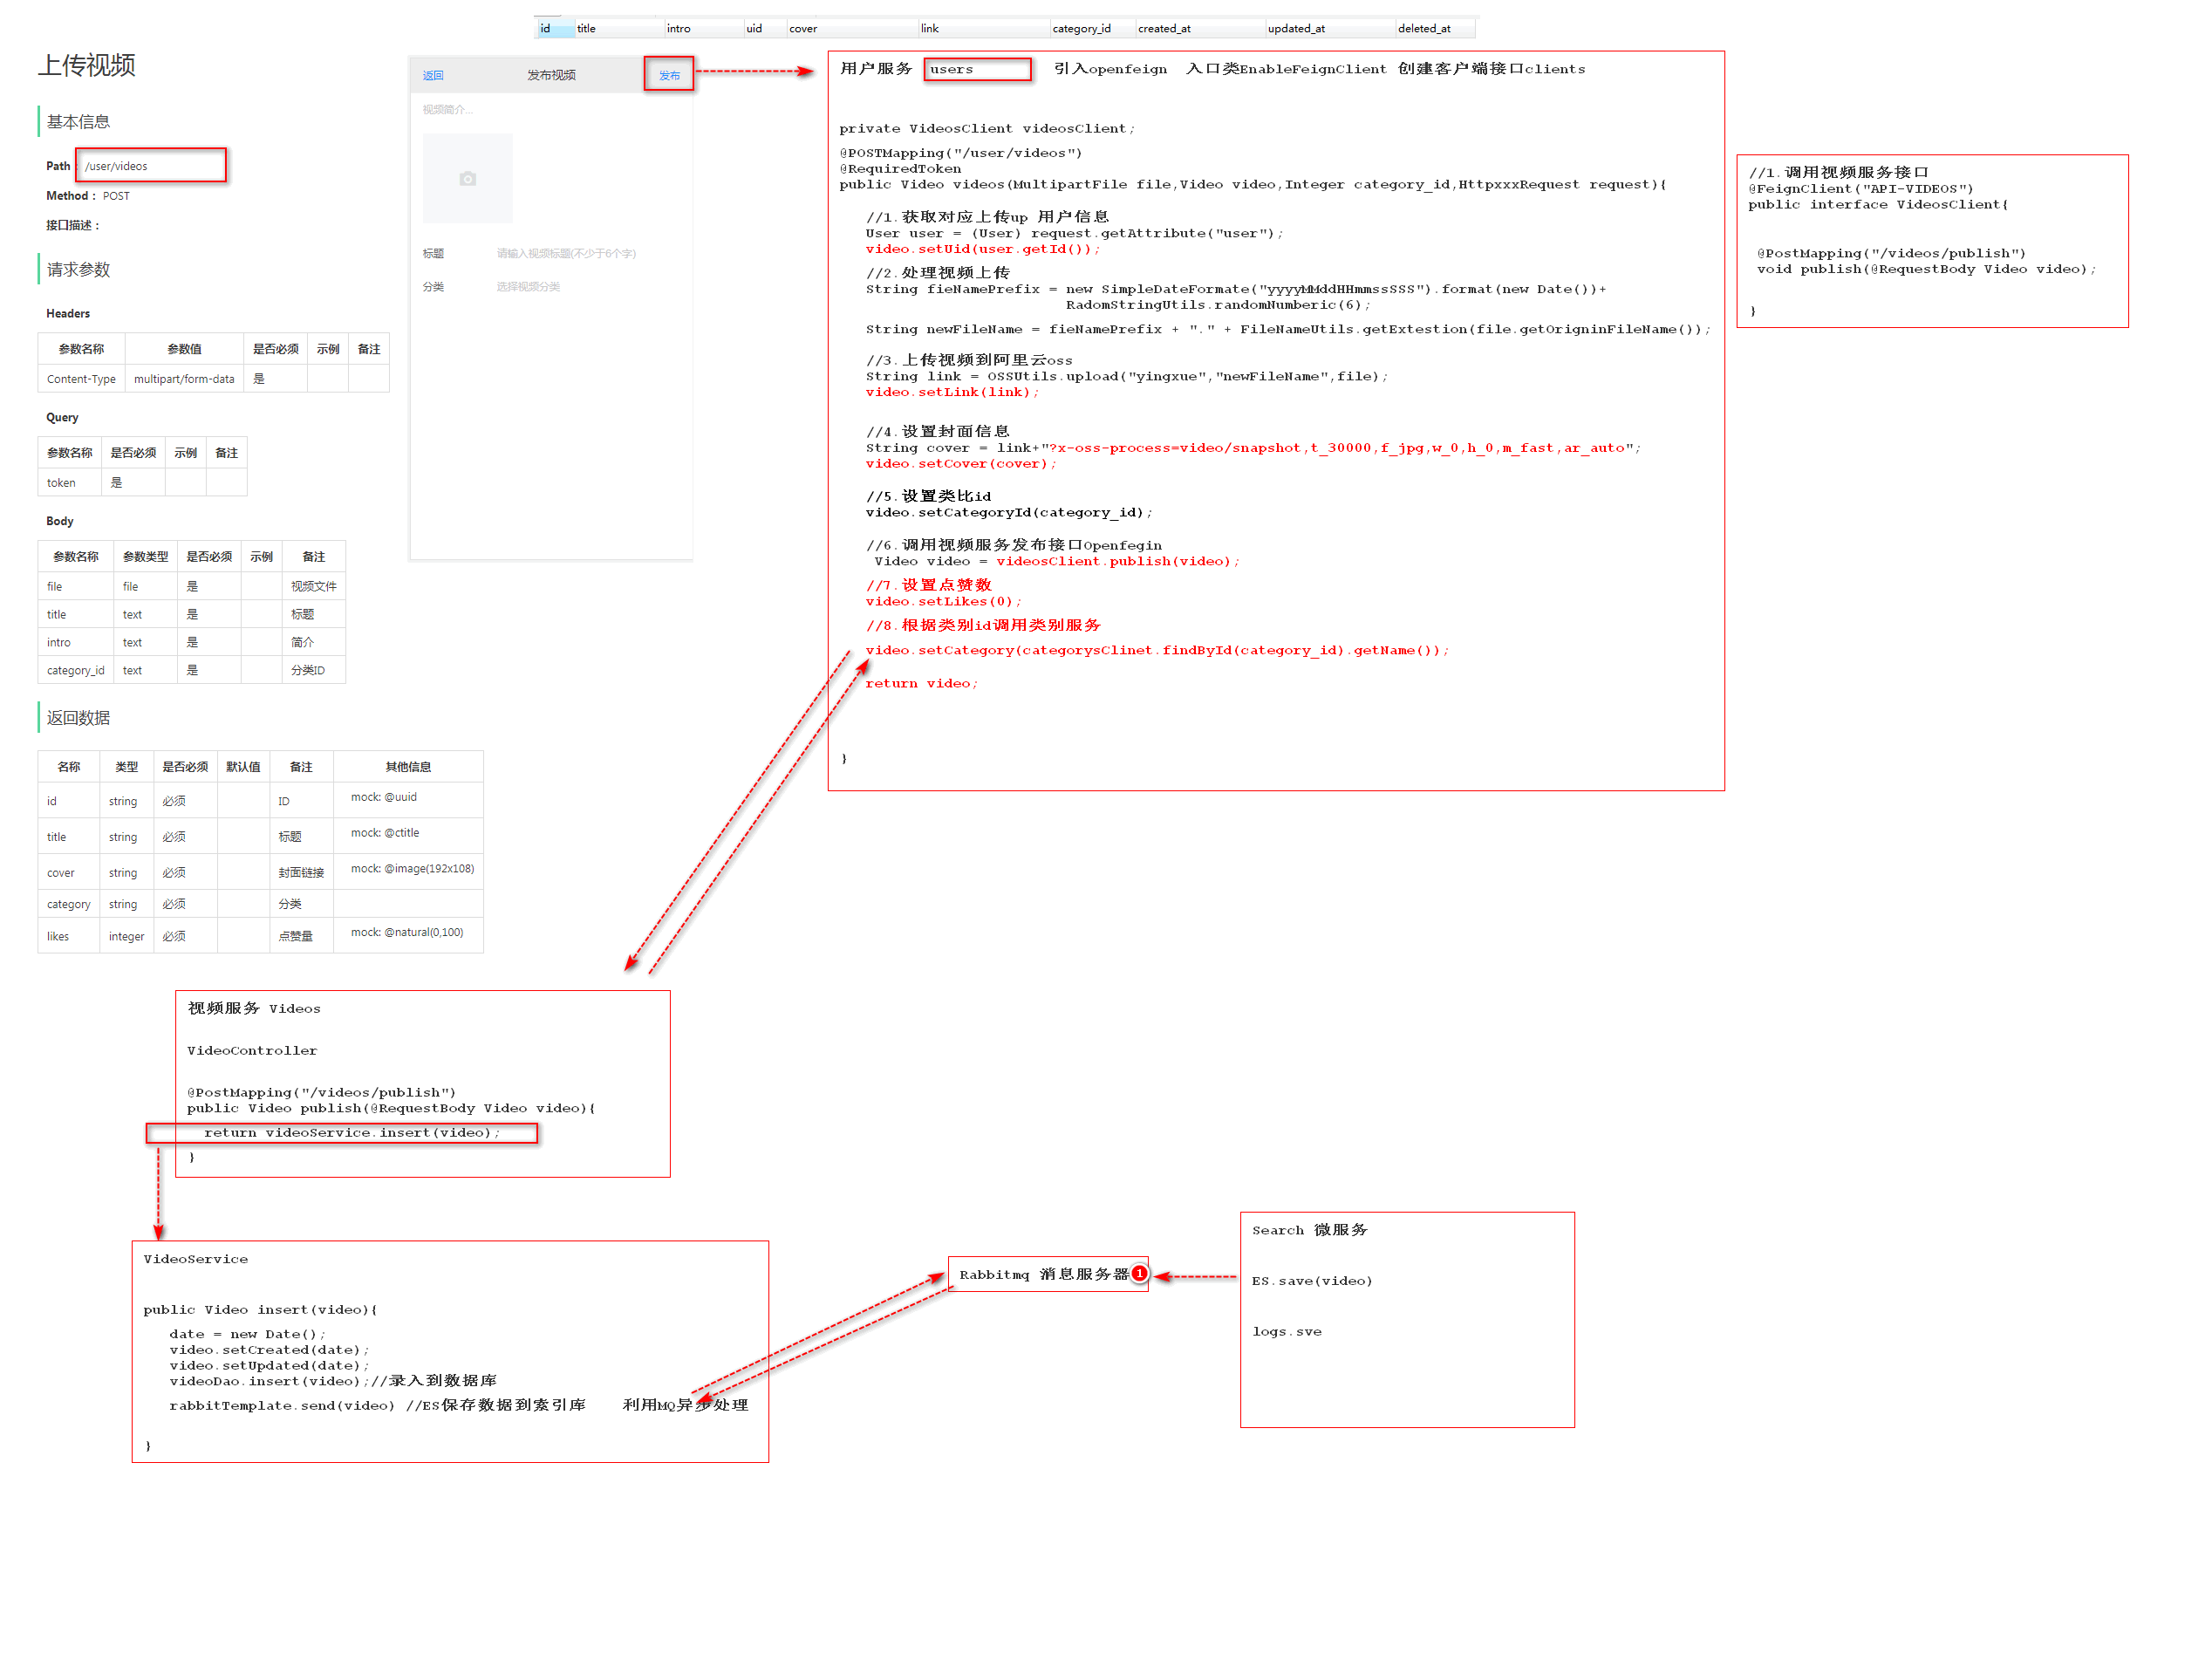 id title intro uid cover link category_id created_at updated_at deleted_at
上传视频
基本信息
Path： /user/videos
Method： POST
接口描述：
请求参数
Headers
参数名称 参数值 是否必须 示例 备注
Content-Type multipart/form-data 是
Query
参数名称 是否必须 示例 备注
token 是
Body
参数名称 参数类型 是否必须 示例 备注
file file 是 视频文件
title text 是 标题
intro text 是 简介
category_id text 是 分类ID
返回数据
名称 类型 是否必须 默认值 备注 其他信息
id string 必须 ID mock: @uuid
title string 必须 标题 mock: @ctitle
cover string 必须 封面链接 mock: @image(192x108)
category string 必须 分类
likes integer 必须 点赞量 mock: @natural(0,100)
返回 发布视频 发布
视频简介...
标题 请输入视频标题(不少于6个字)
分类 选择视频分类
用户服务 users 引入openfeign 入口类EnableFeignClient 创建客户端接口clients
private VideosClient videosClient;
@POSTMapping("/user/videos")
@RequiredToken
public Video videos(MultipartFile file,Video video,Integer category_id,HttpxxxRequest request){
//1.获取对应上传up 用户信息
User user = (User) request.getAttribute("user");
video.setUid(user.getId());
//2.处理视频上传
String fieNamePrefix = new SimpleDateFormate("yyyyMMddHHmmssSSS").format(new Date())+
RadomStringUtils.randomNumberic(6);
String newFileName = fieNamePrefix + "." + FileNameUtils.getExtestion(file.getOrigninFileName());
//3.上传视频到阿里云oss
String link = OSSUtils.upload("yingxue","newFileName",file);
video.setLink(link);
//4.设置封面信息
String cover = link+"?x-oss-process=video/snapshot,t_30000,f_jpg,w_0,h_0,m_fast,ar_auto";
video.setCover(cover);
//5.设置类比id
video.setCategoryId(category_id);
//6.调用视频服务发布接口Openfegin
Video video = videosClient.publish(video);
//7.设置点赞数
video.setLikes(0);
//8.根据类别id调用类别服务
video.setCategory(categorysClinet.findById(category_id).getName());
return video;
}
//1.调用视频服务接口
@FeignClient("API-VIDEOS")
public interface VideosClient{
@PostMapping("/videos/publish")
void publish(@RequestBody Video video);
}
视频服务 Videos
VideoController
@PostMapping("/videos/publish")
public Video publish(@RequestBody Video video){
return videoService.insert(video);
}
VideoService
public Video insert(video){
date = new Date();
video.setCreated(date);
video.setUpdated(date);
videoDao.insert(video);//录入到数据库
rabbitTemplate.send(video) //ES保存数据到索引库 利用MQ异步处理
}
Rabbitmq 消息服务器 1
Search 微服务
ES.save(video)
logs.sve